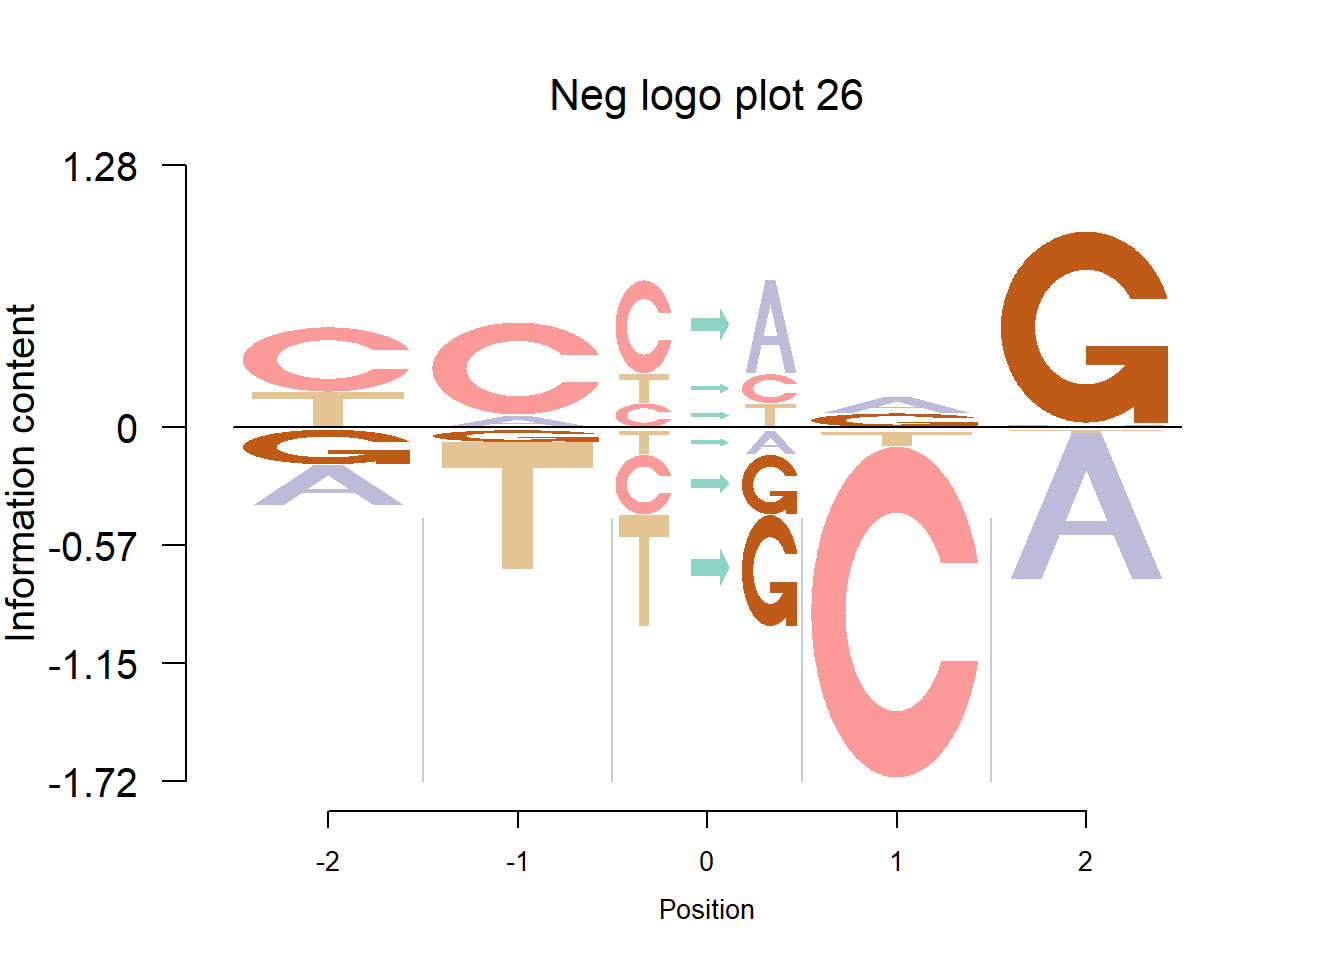 Neg logo plot 26
Information content
1.28
0
-0.57
-1.15
-1.72
C
T
G
A
C
A
G
T
C A
T C
C T
T A
C G
T G
A
G
T
C
G
A
-2 -1 0 1 2
Position